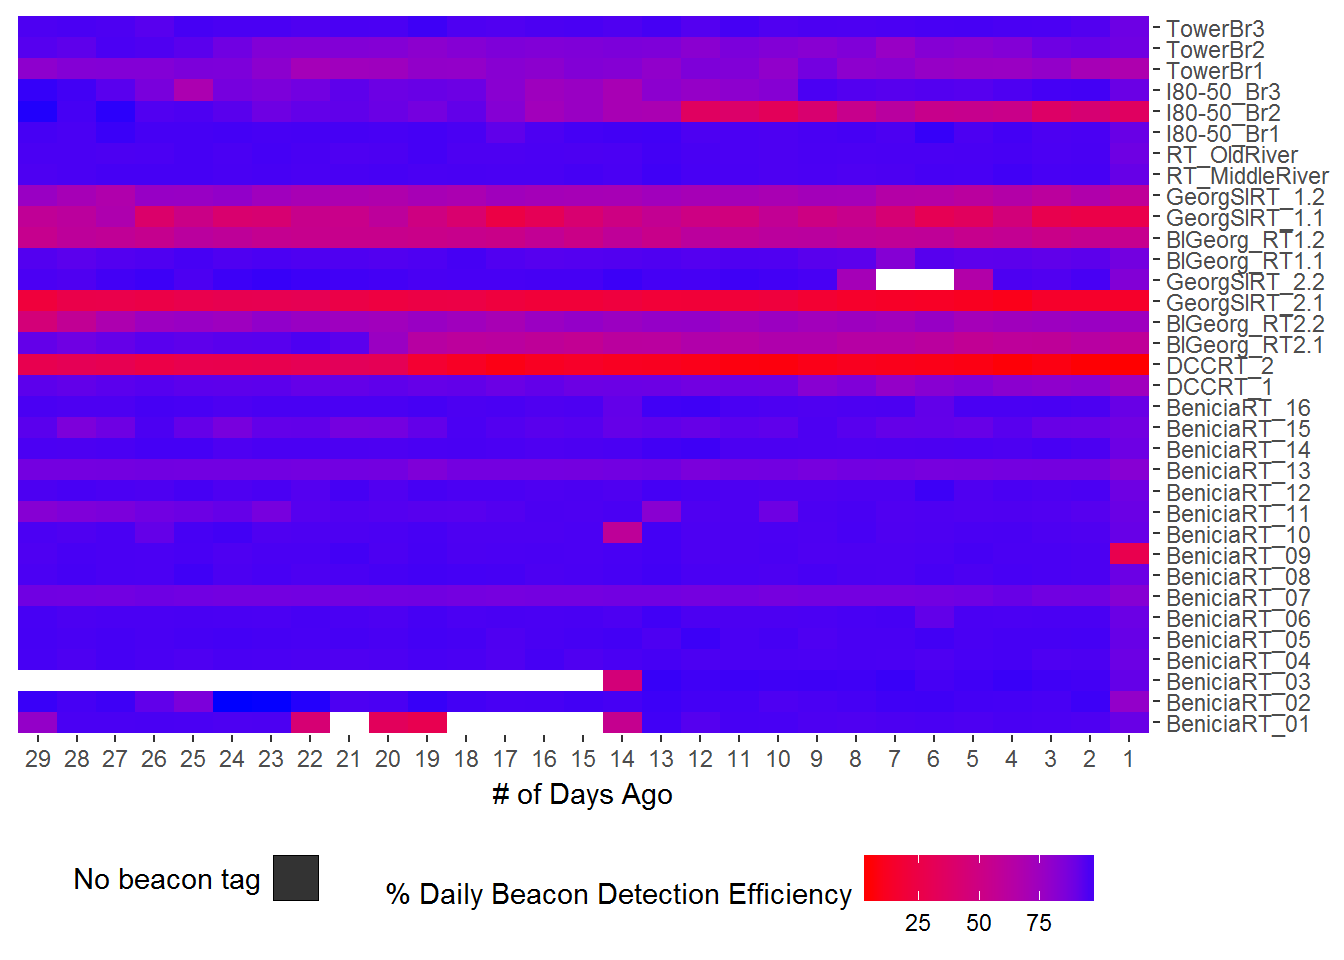 TowerBr3
TowerBr2
TowerBr1
I80-50_Br3
I80-50_Br2
I80-50_Br1
RT_OldRiver
RT_MiddleRiver
GeorgSlRT_1.2
GeorgSlRT_1.1
BlGeorg_RT1.2
BlGeorg_RT1.1
GeorgSlRT_2.2
GeorgSlRT_2.1
BlGeorg_RT2.2
BlGeorg_RT2.1
DCCRT_2
DCCRT_1
BeniciaRT_16
BeniciaRT_15
BeniciaRT_14
BeniciaRT_13
BeniciaRT_12
BeniciaRT_11
BeniciaRT_10
BeniciaRT_09
BeniciaRT_08
BeniciaRT_07
BeniciaRT_06
BeniciaRT_05
BeniciaRT_04
BeniciaRT_03
BeniciaRT_02
BeniciaRT_01
29 28 27 26 25 24 23 22 21 20 19 18 17 16 15 14 13 12 11 10 9 8 7 6 5 4 3 2 1
# of Days Ago
No beacon tag
% Daily Beacon Detection Efficiency
25 50 75